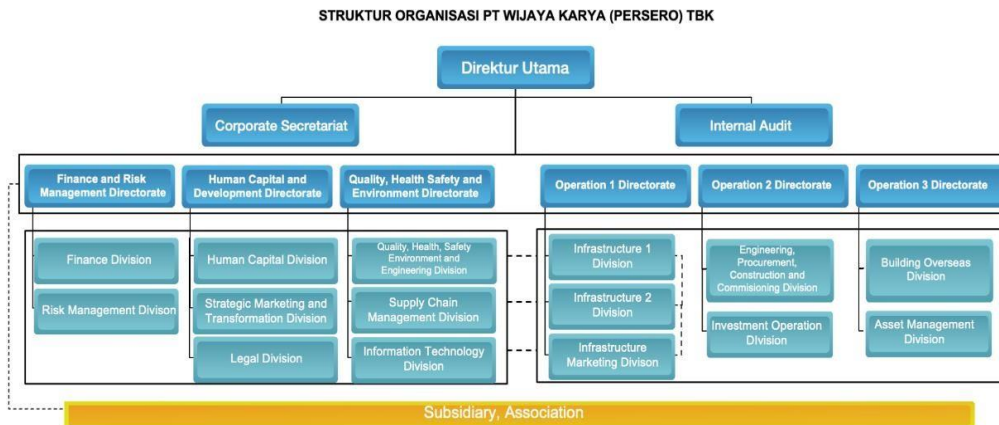 STRUKTUR ORGANISASI PT WIJAYA KARYA (PERSERO) TBK
Direktur Utama
Corporate Secretariat
Internal Audit
Finance and Risk
Management Directorate
Human Capital and
Development Directorate
Quality, Health Safety and
Environment Directorate
Operation 1 Directorate
Operation 2 Directorate
Operation 3 Directorate
Finance Division
Risk Management Divison
Human Capital Division
Strategic Marketing and
Transformation Division
Legal Division
Quality, Health, Safety
Environment and
Engineering Division
Supply Chain
Management Division
Information Technology
Division
Infrastructure 1
Division
Infrastructure 2
Division
Infrastructure
Marketing Divison
Engineering,
Procurement,
Construction and
Commisioning Division
Investment Operation
DIvision
Building Overseas
Division
Asset Management
Division
Subsidiary, Association